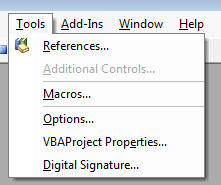 Tools Add-Ins Window Help
References...
Additional Controls...
Macros...
Options...
VBAProject Properties...
Digital Signature...